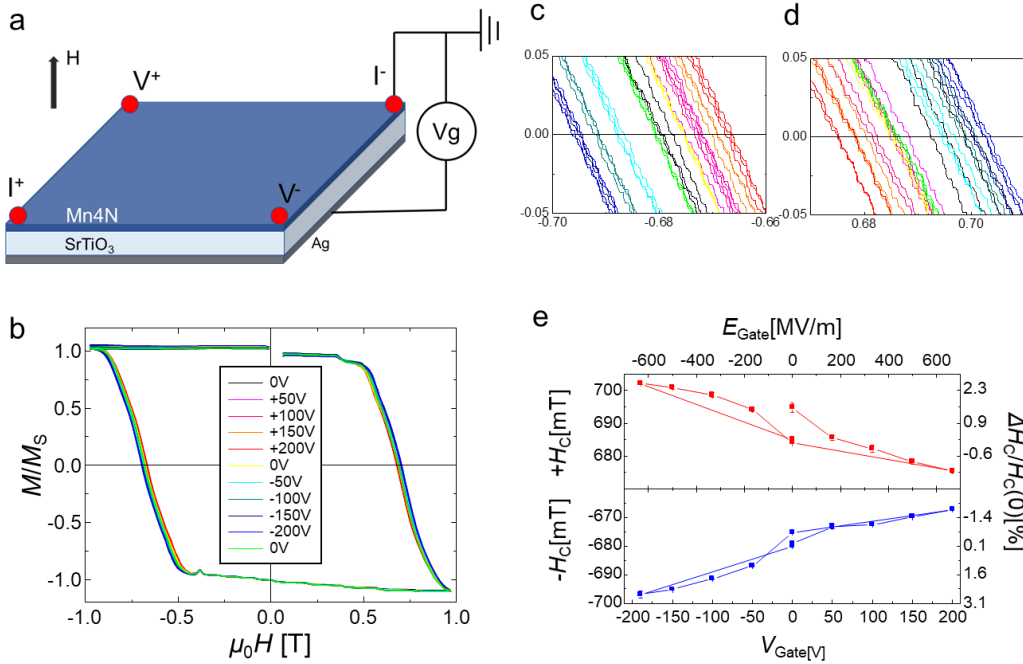 a
H
V+
I-
Vg
I+
V-
Mn4N
SrTiO3
Ag
c
0.05
0.00
-0.05
-0.70
-0.68
-0.66
d
0.05
0.00
-0.05
0.68
0.70
b
M/MS
1.0
0.5
0.0
-0.5
-1.0
0V
+50V
+100V
+150V
+200V
0V
-50V
-100V
-150V
-200V
0V
-1.0
-0.5
0.0
0.5
1.0
μ0H [T]
e
EGate[MV/m]
-600
-400
-200
0
200
400
600
+HC[mT]
700
690
680
2.3
0.9
-0.6
ΔHC/HC(0)[%]
-HC[mT]
-670
-680
-690
-700
-1.4
0.1
1.6
3.1
-200
-150
-100
-50
0
50
100
150
200
VGate[V]